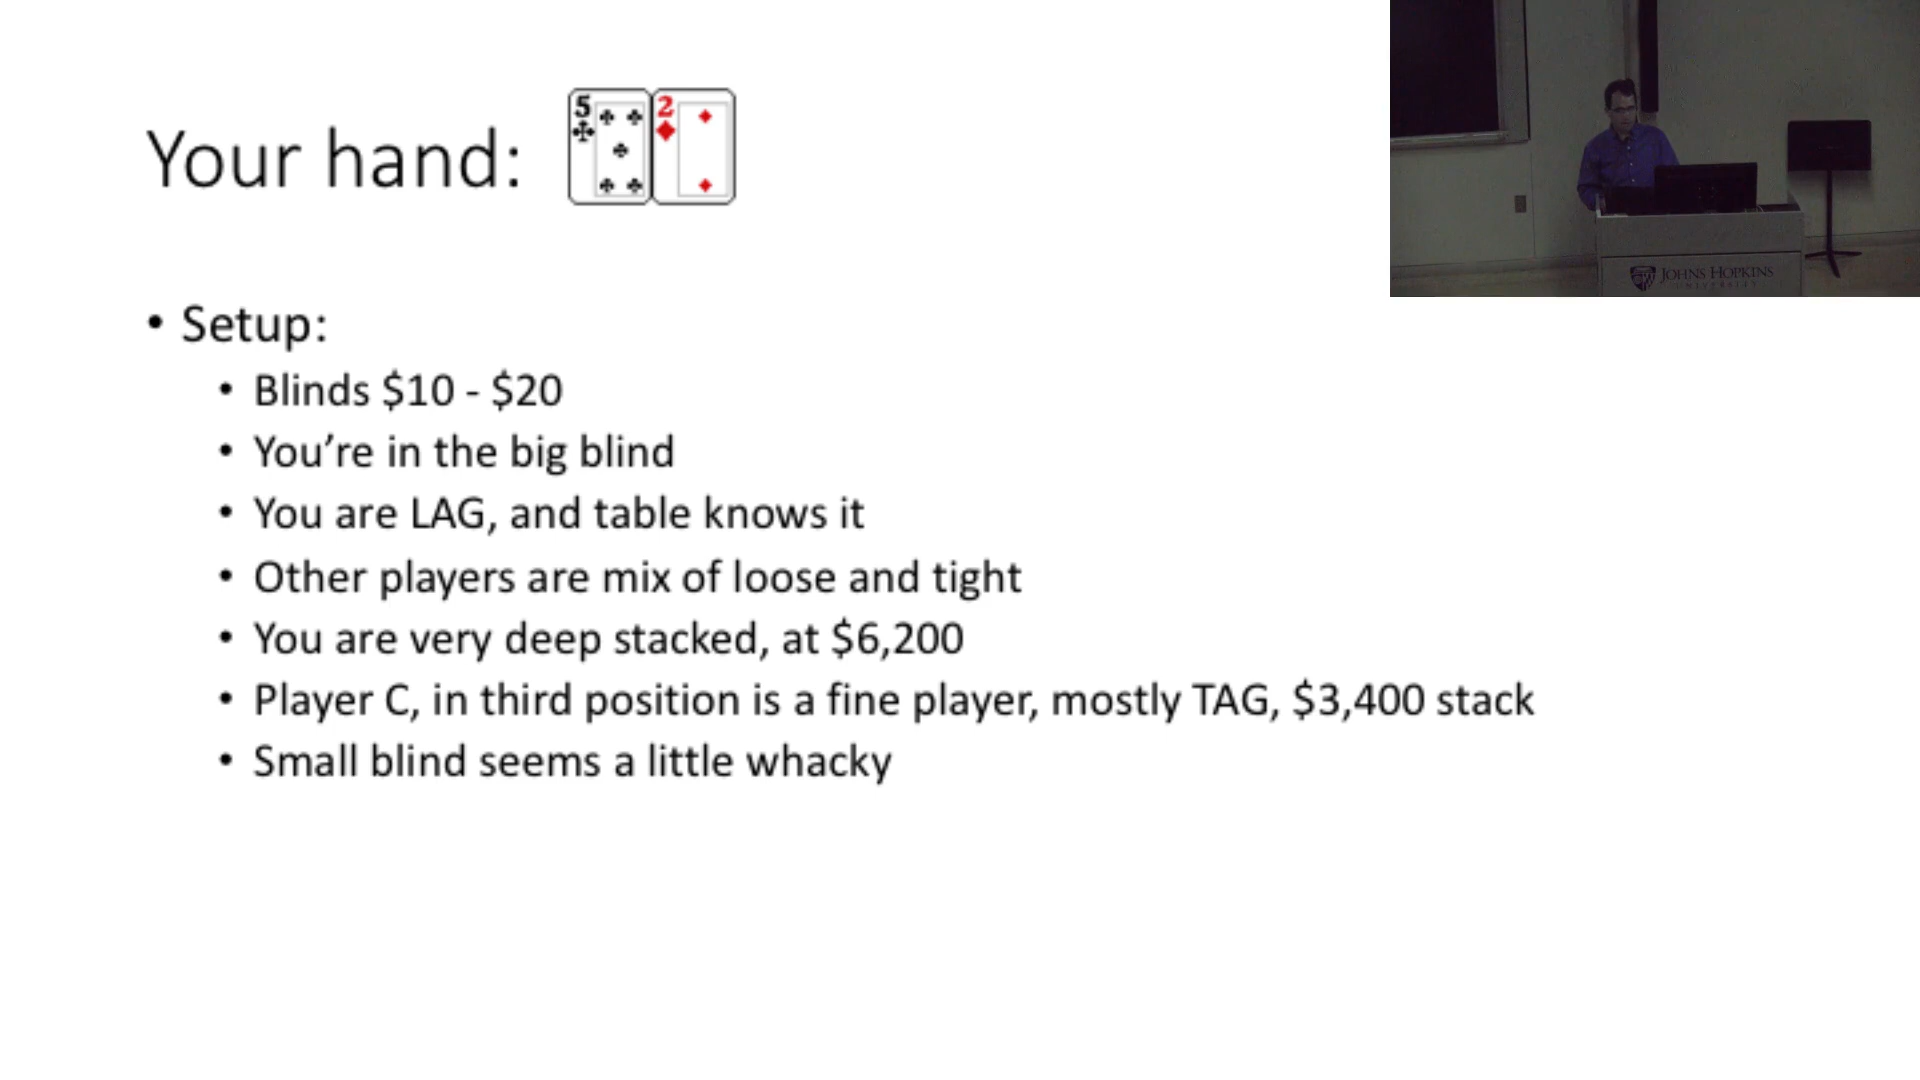 Your hand:
5 2
• Setup:
• Blinds $10 - $20
• You’re in the big blind
• You are LAG, and table knows it
• Other players are mix of loose and tight
• You are very deep stacked, at $6,200
• Player C, in third position is a fine player, mostly TAG, $3,400 stack
• Small blind seems a little whacky
JOHNS HOPKINS
UNIVERSITY